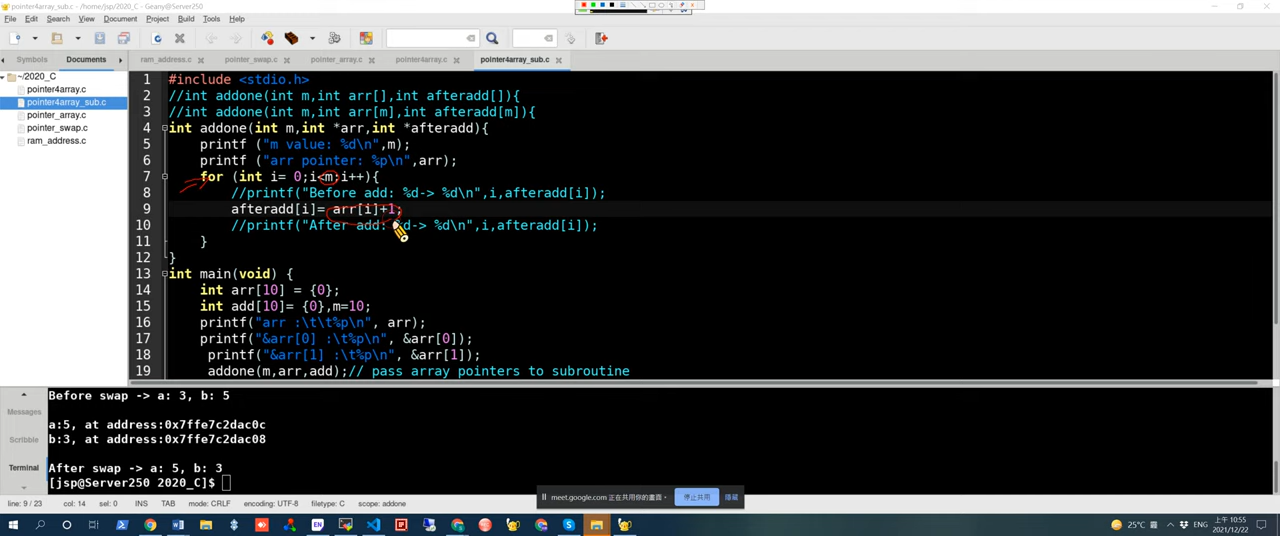 pointer4array_sub.c - /home/jsp/2020_C - Geany@Server250
File Edit Search View Document Project Build Tools Help
Symbols Documents ram_address.c pointer_swap.c pointer_array.c pointer4array.c pointer4array_sub.c
~/2020_C
pointer4array.c
pointer4array_sub.c
pointer_array.c
pointer_swap.c
ram_address.c
1 #include <stdio.h>
2 //int addone(int m,int arr[],int afteradd[]){
3 //int addone(int m,int arr[m],int afteradd[m]){
4 int addone(int m,int *arr,int *afteradd){
5 printf ("m value: %d\n",m);
6 printf ("arr pointer: %p\n",arr);
7 for (int i= 0;i<m;i++){
8 //printf("Before add: %d-> %d\n",i,afteradd[i]);
9 afteradd[i]= arr[i]+1;
10 //printf("After add: %d-> %d\n",i,afteradd[i]);
11 }
12 }
13 int main(void) {
14 int arr[10] = {0};
15 int add[10]= {0},m=10;
16 printf("arr :\t\t%p\n", arr);
17 printf("&arr[0] :\t%p\n", &arr[0]);
18 printf("&arr[1] :\t%p\n", &arr[1]);
19 addone(m,arr,add);// pass array pointers to subroutine
Messages
Scribble
Terminal
Before swap -> a: 3, b: 5
a:5, at address:0x7ffe7c2dac0c
b:3, at address:0x7ffe7c2dac08
After swap -> a: 5, b: 3
[jsp@Server250 2020_C]$
meet.google.com 正在共用你的畫面。 停止共用 隱藏
line: 9 / 23 col: 14 sel: 0 INS TAB mode: CRLF encoding: UTF-8 filetype: C scope: addone
25°C ENG 上午 10:55
2021/12/22